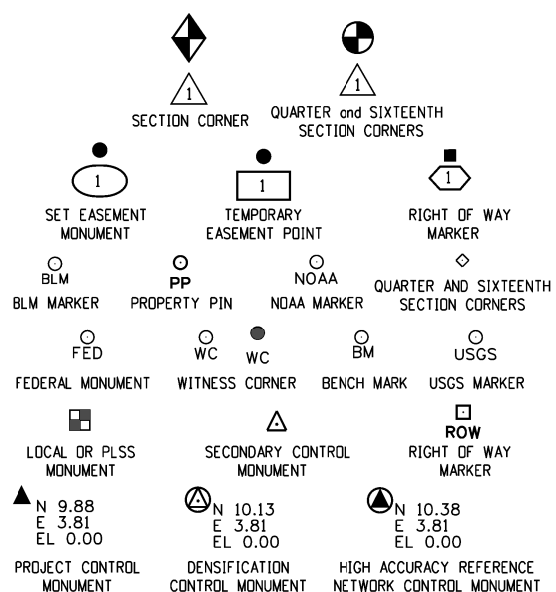 1
1
SECTION CORNER
QUARTER and SIXTEENTH
SECTION CORNERS
1
1
1
SET EASEMENT
MONUMENT
TEMPORARY
EASEMENT POINT
RIGHT OF WAY
MARKER
BLM
BLM MARKER
PP
PROPERTY PIN
NOAA
NOAA MARKER
QUARTER AND SIXTEENTH
SECTION CORNERS
FED
FEDERAL MONUMENT
WC
WC
WITNESS CORNER
BM
BENCH MARK
USGS
USGS MARKER
LOCAL OR PLSS
MONUMENT
SECONDARY CONTROL
MONUMENT
ROW
RIGHT OF WAY
MARKER
N 9.88
E 3.81
EL 0.00
PROJECT CONTROL
MONUMENT
N 10.13
E 3.81
EL 0.00
DENSIFICATION
CONTROL MONUMENT
N 10.38
E 3.81
EL 0.00
HIGH ACCURACY REFERENCE
NETWORK CONTROL MONUMENT